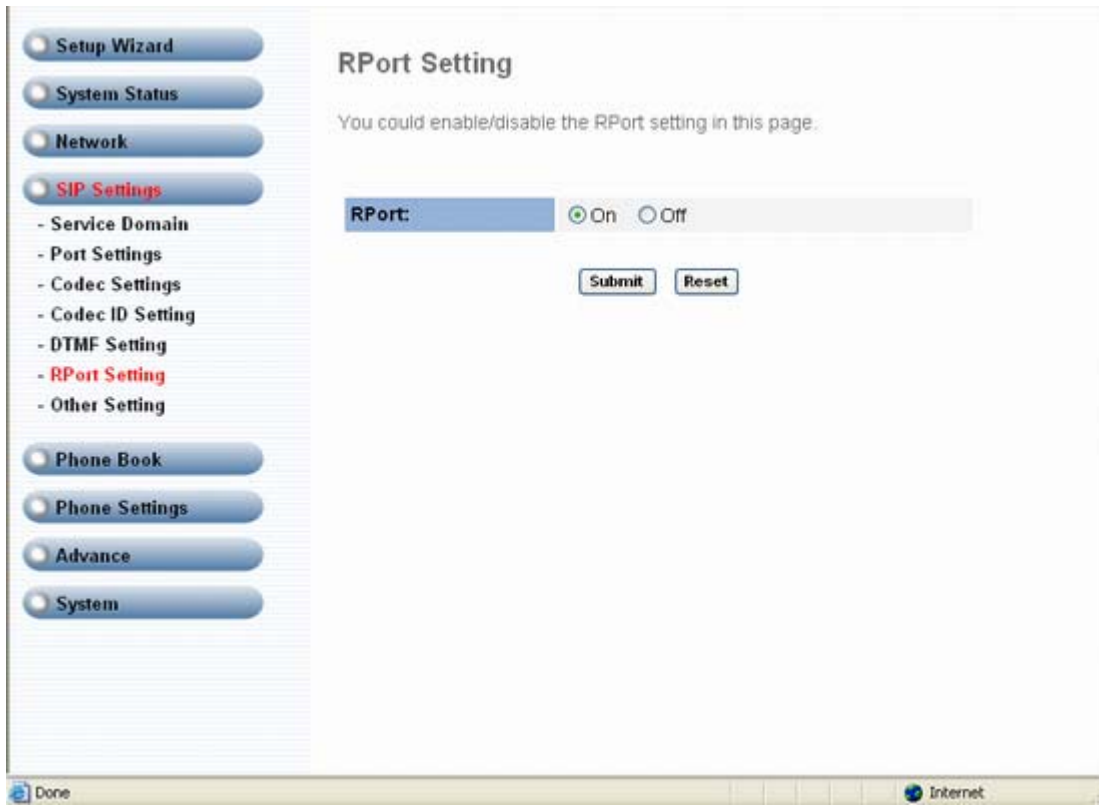 Setup Wizard
System Status
Network
SIP Settings
- Service Domain
- Port Settings
- Codec Settings
- Codec ID Setting
- DTMF Setting
- RPort Setting
- Other Setting
Phone Book
Phone Settings
Advance
System
RPort Setting
You could enable/disable the RPort setting in this page.
RPort: On Off
Submit Reset
Done Internet